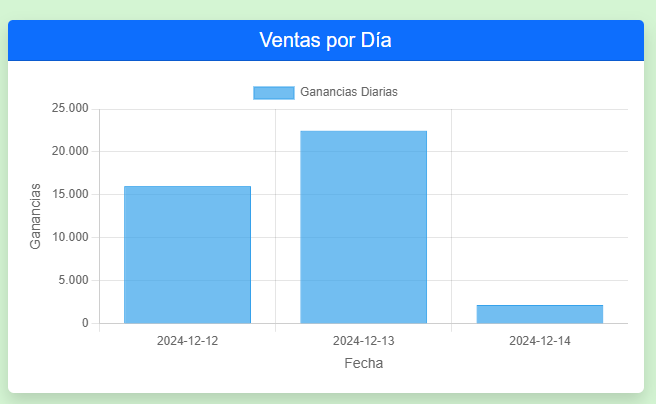 Ventas por Día
Ganancias Diarias
25.000
20.000
15.000
10.000
5.000
0
Ganancias
2024-12-12
2024-12-13
2024-12-14
Fecha